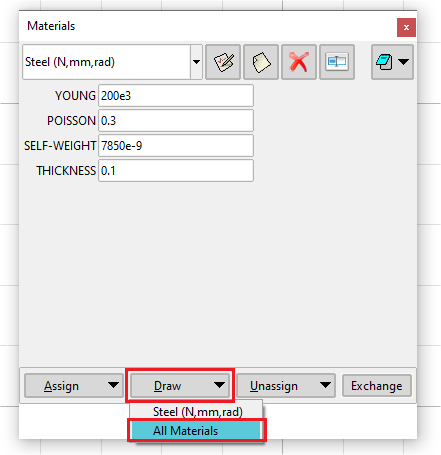 Materials
Steel (N,mm,rad)
YOUNG 200e3
POISSON 0.3
SELF-WEIGHT 7850e-9
THICKNESS 0.1
Assign Draw Unassign Exchange
Steel (N,mm,rad)
All Materials